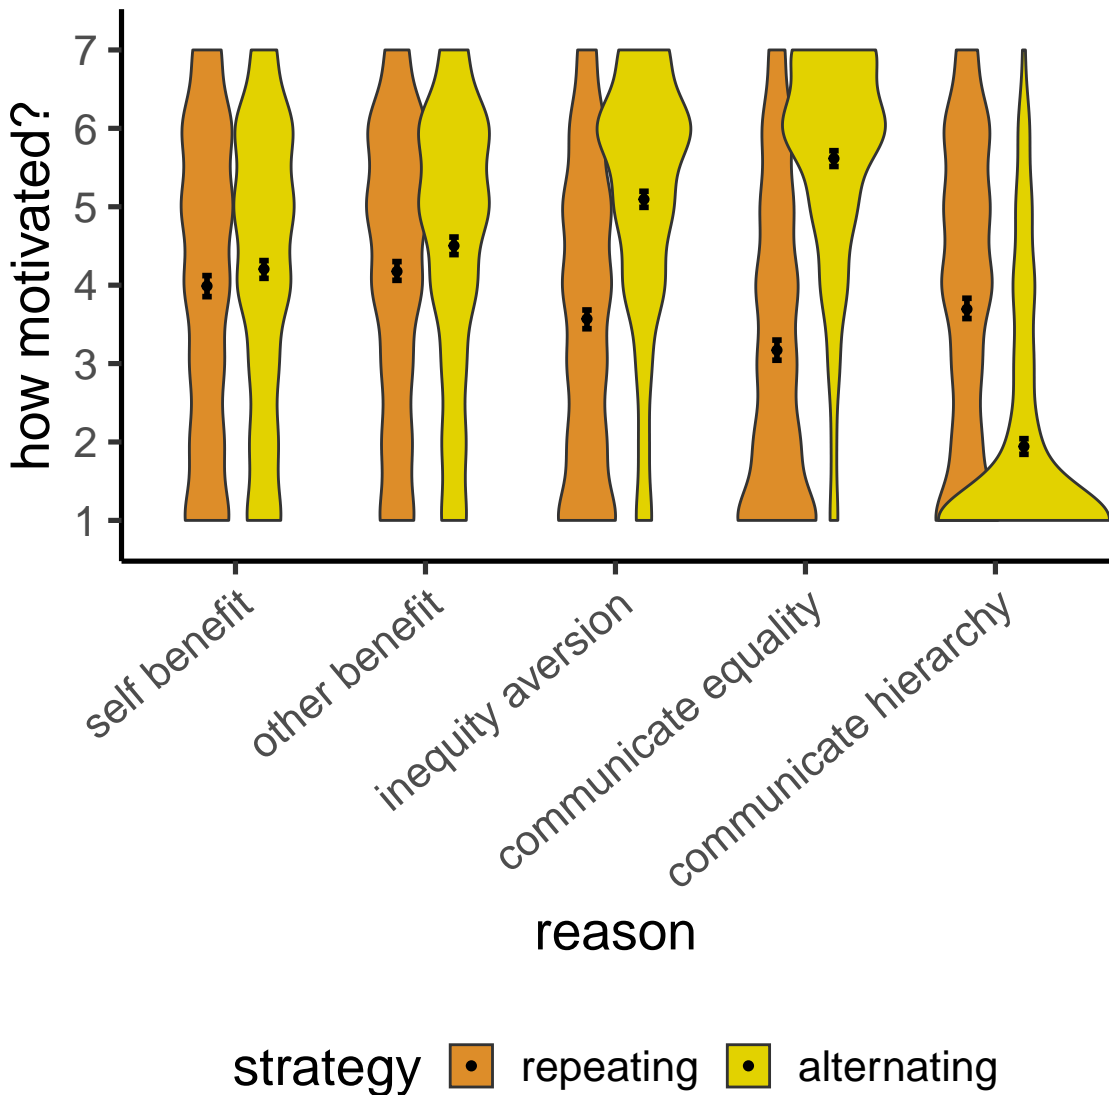 how motivated?
7
6
5
4
3
2
1
self benefit
other benefit
inequity aversion
communicate equality
communicate hierarchy
reason
strategy repeating alternating